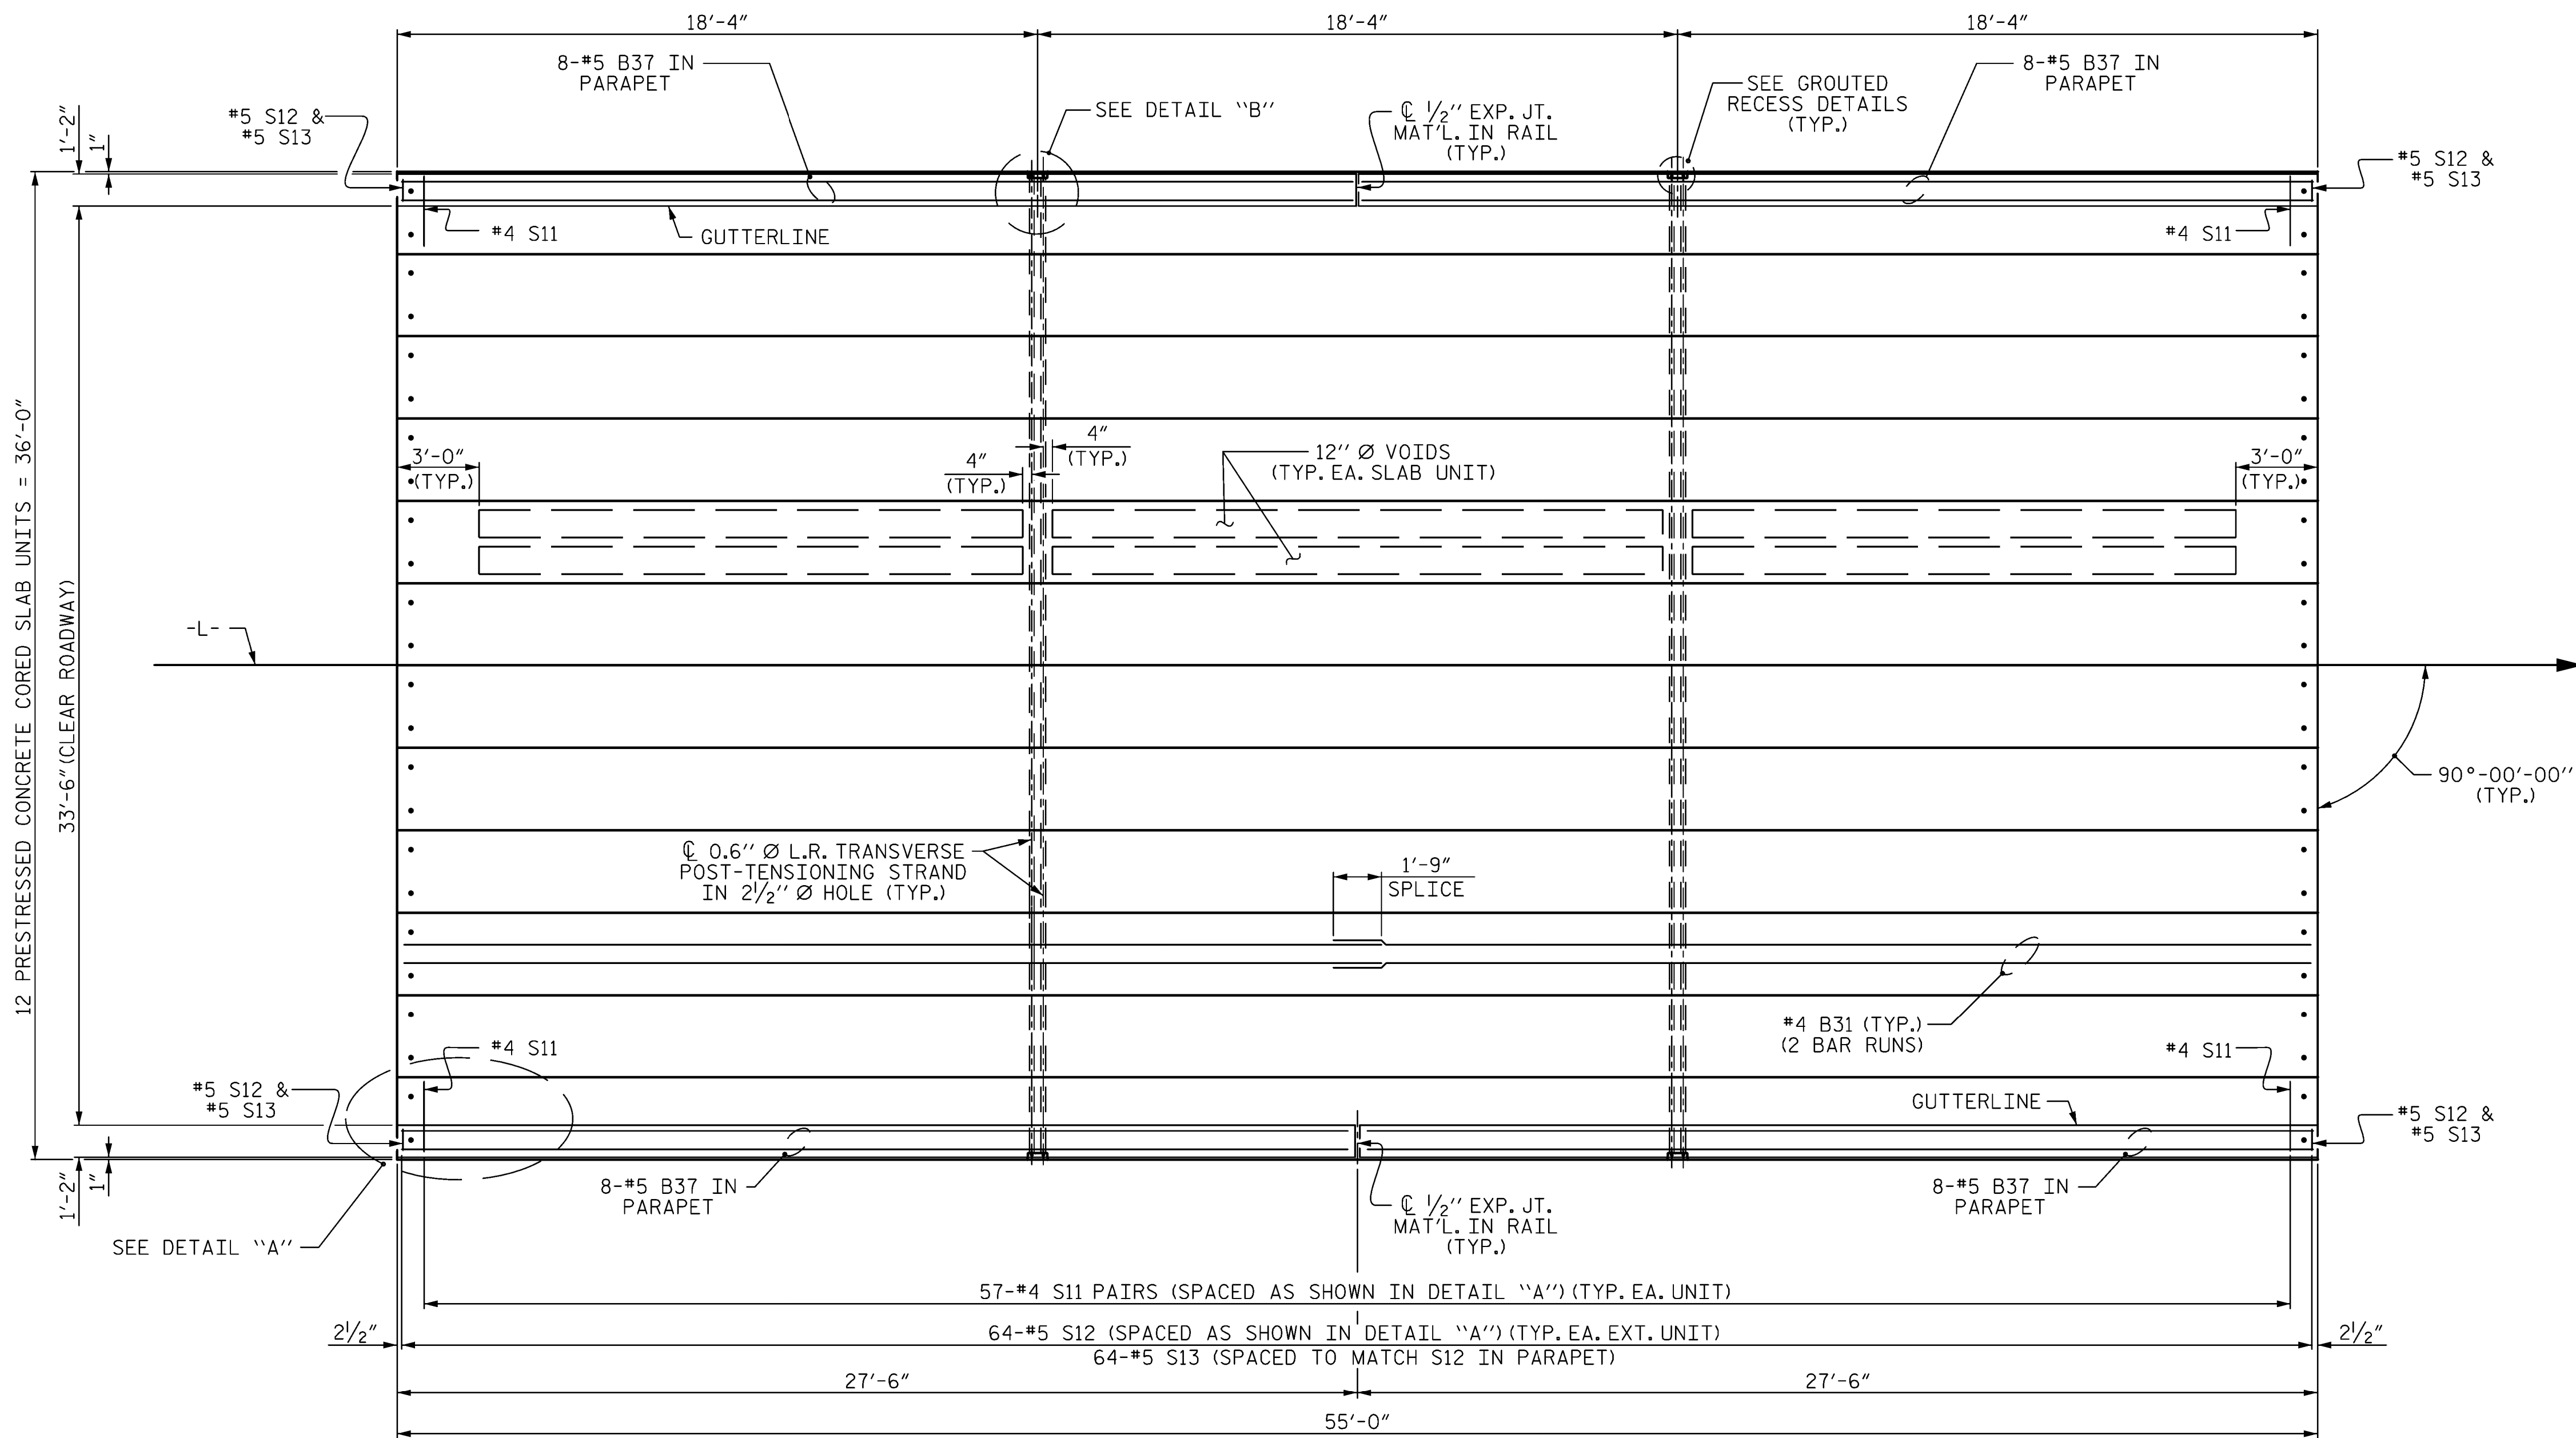 18'-4"
18'-4"
18'-4"
8-#5 B37 IN
PARAPET
8-#5 B37 IN
PARAPET
SEE GROUTED
RECESS DETAILS
(TYP.)
SEE DETAIL "B"
℄ 1/2" EXP. JT.
MAT'L. IN RAIL
(TYP.)
1'-2"
1"
#5 S12 &
#5 S13
#5 S12 &
#5 S13
#4 S11
GUTTERLINE
#4 S11
12 PRESTRESSED CONCRETE CORED SLAB UNITS = 36'-0"
33'-6" (CLEAR ROADWAY)
3'-0"
(TYP.)
4"
(TYP.)
4"
(TYP.)
12" Ø VOIDS
(TYP. EA. SLAB UNIT)
3'-0"
(TYP.)
-L-
90°-00'-00"
(TYP.)
℄ 0.6" Ø L.R. TRANSVERSE
POST-TENSIONING STRAND
IN 2 1/2" Ø HOLE (TYP.)
1'-9"
SPLICE
#4 B31 (TYP.)
(2 BAR RUNS)
#4 S11
#4 S11
#5 S12 &
#5 S13
GUTTERLINE
#5 S12 &
#5 S13
1'-2"
1"
8-#5 B37 IN
PARAPET
8-#5 B37 IN
PARAPET
℄ 1/2" EXP. JT.
MAT'L. IN RAIL
(TYP.)
SEE DETAIL "A"
57-#4 S11 PAIRS (SPACED AS SHOWN IN DETAIL "A") (TYP. EA. UNIT)
2 1/2"
64-#5 S12 (SPACED AS SHOWN IN DETAIL "A") (TYP. EA. EXT. UNIT)
2 1/2"
64-#5 S13 (SPACED TO MATCH S12 IN PARAPET)
27'-6"
27'-6"
55'-0"